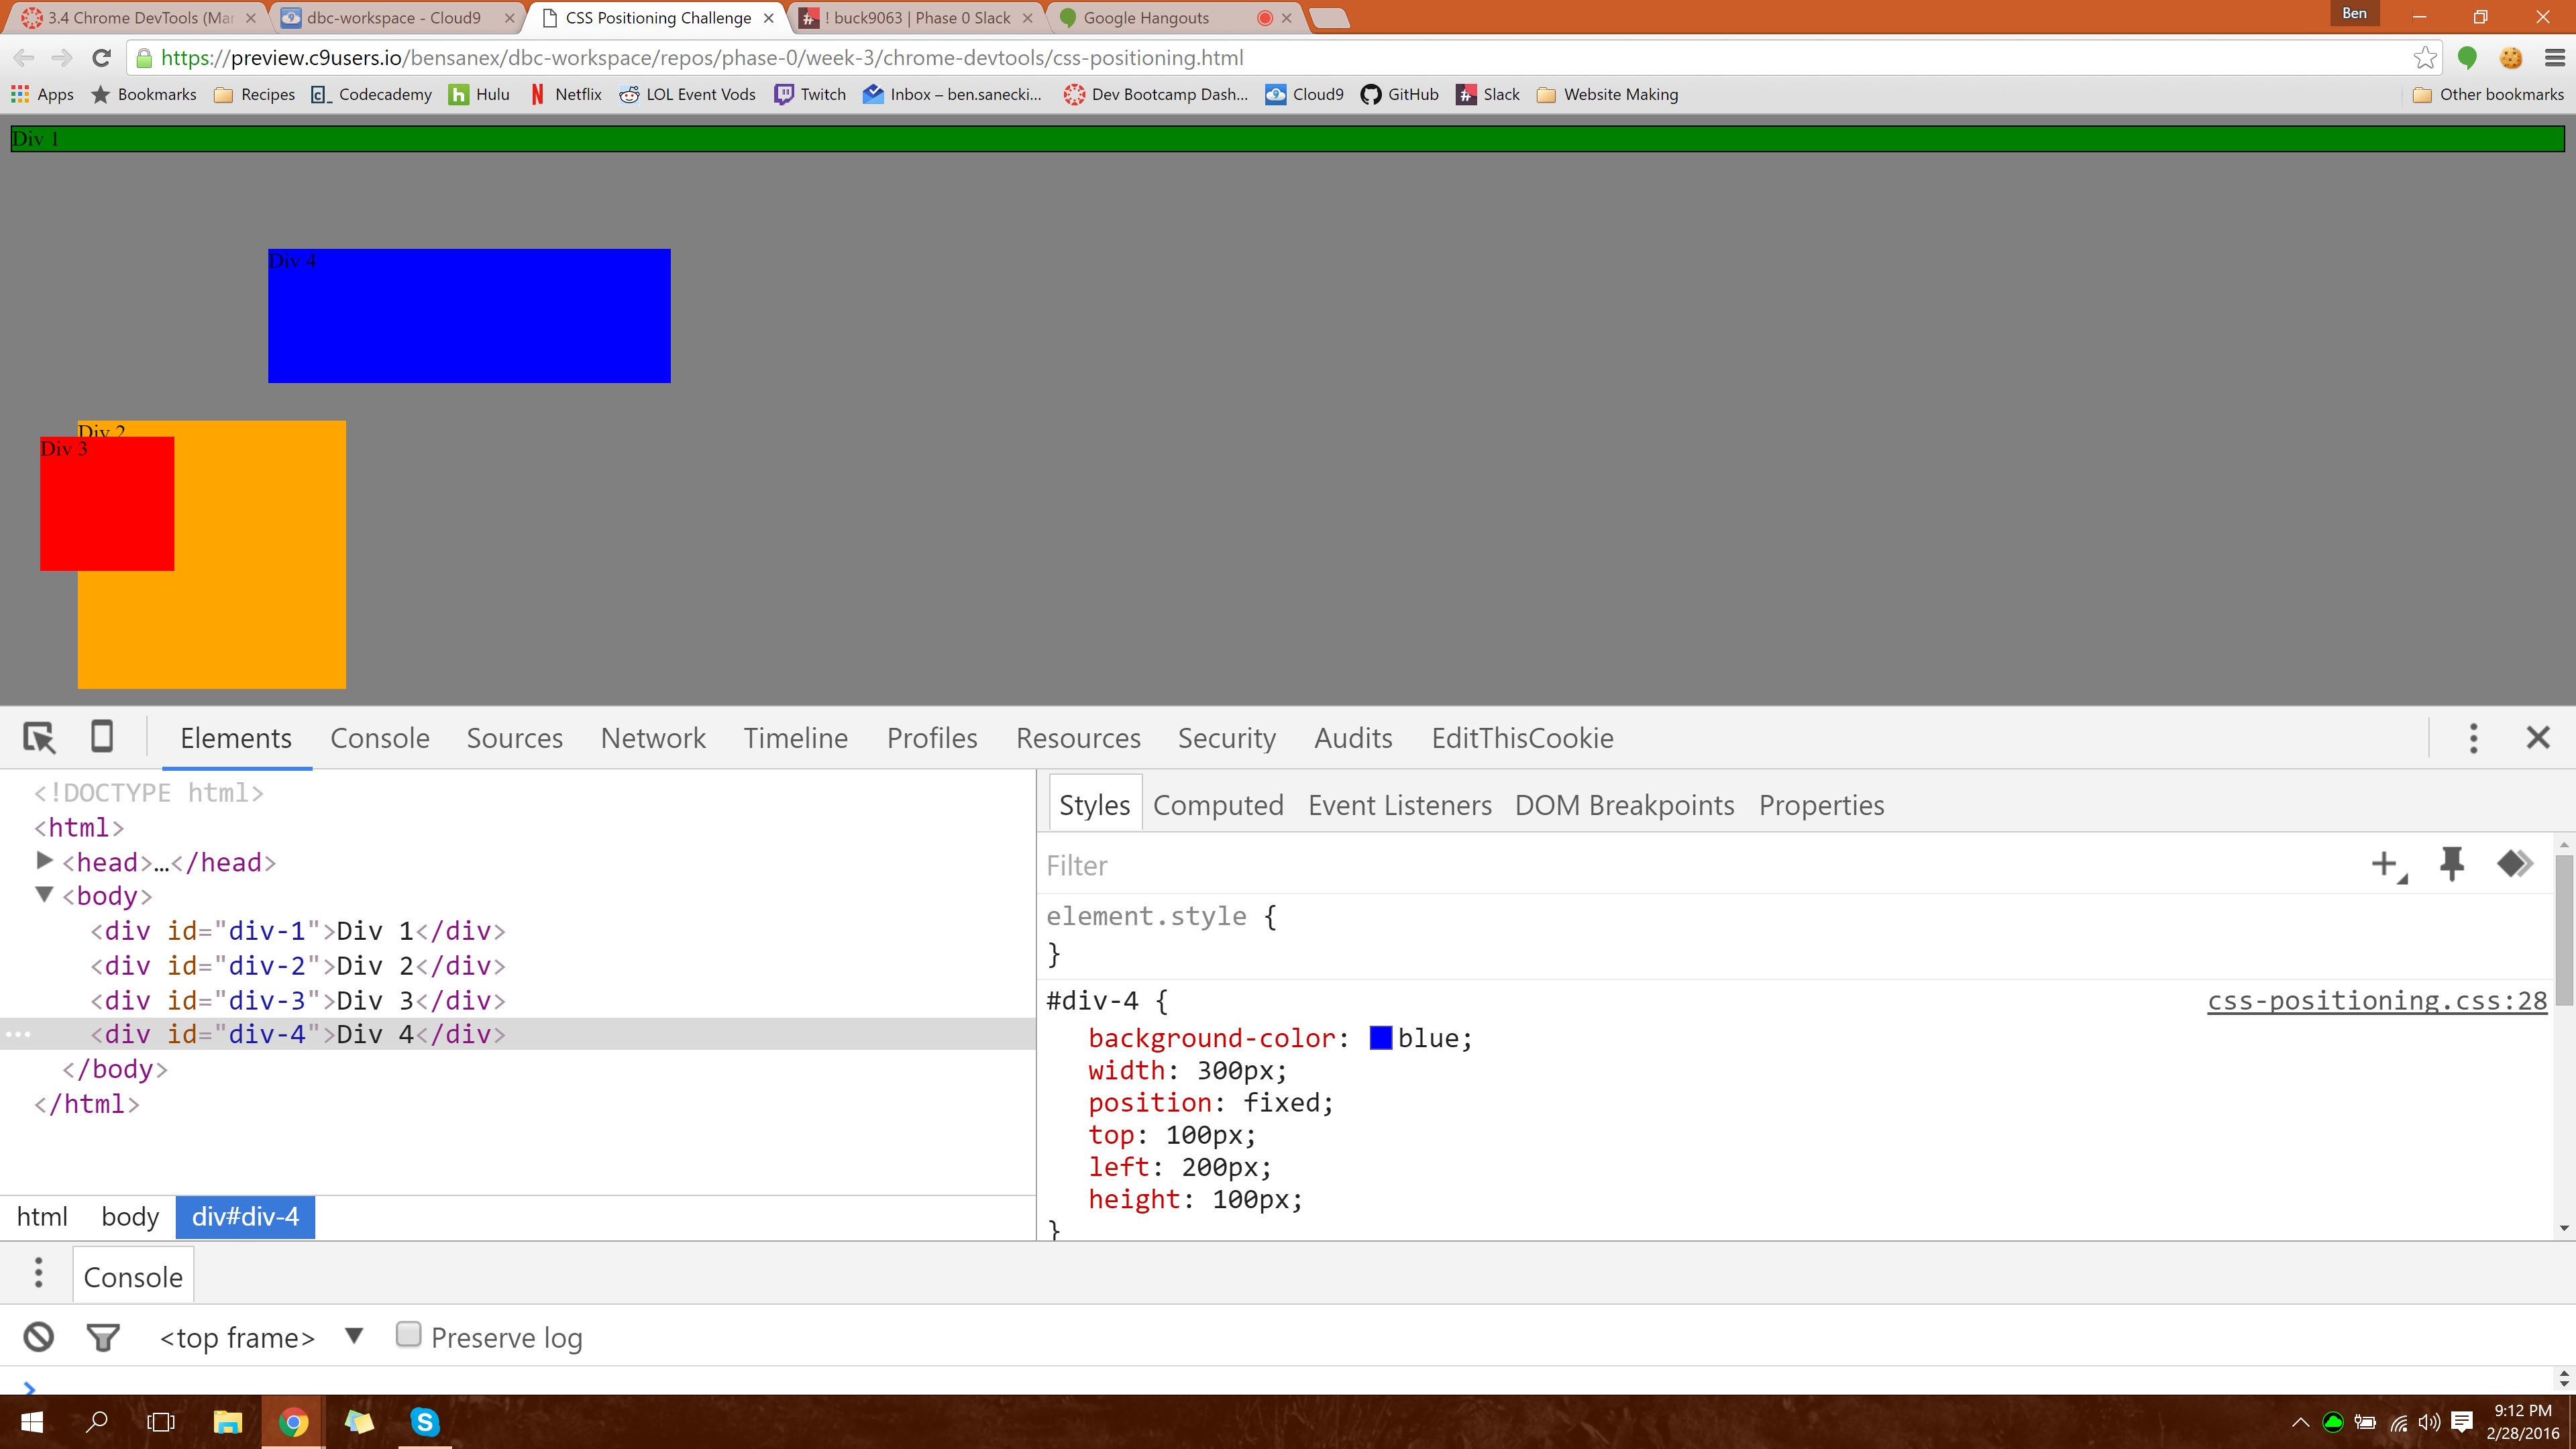 3.4 Chrome DevTools (Mar
dbc-workspace - Cloud9
CSS Positioning Challenge
! buck9063 | Phase 0 Slack
Google Hangouts
Ben
https://preview.c9users.io/bensanex/dbc-workspace/repos/phase-0/week-3/chrome-devtools/css-positioning.html
Apps Bookmarks Recipes Codecademy Hulu Netflix LOL Event Vods Twitch Inbox – ben.sanecki... Dev Bootcamp Dash... Cloud9 GitHub Slack Website Making Other bookmarks
Div 1
Div 4
Div 2
Div 3
Elements Console Sources Network Timeline Profiles Resources Security Audits EditThisCookie
<!DOCTYPE html>
<html>
<head>…</head>
<body>
<div id="div-1">Div 1</div>
<div id="div-2">Div 2</div>
<div id="div-3">Div 3</div>
<div id="div-4">Div 4</div>
</body>
</html>
html body div#div-4
Styles Computed Event Listeners DOM Breakpoints Properties
Filter
element.style {
}
#div-4 { css-positioning.css:28
background-color: blue;
width: 300px;
position: fixed;
top: 100px;
left: 200px;
height: 100px;
}
Console
<top frame> Preserve log
9:12 PM
2/28/2016